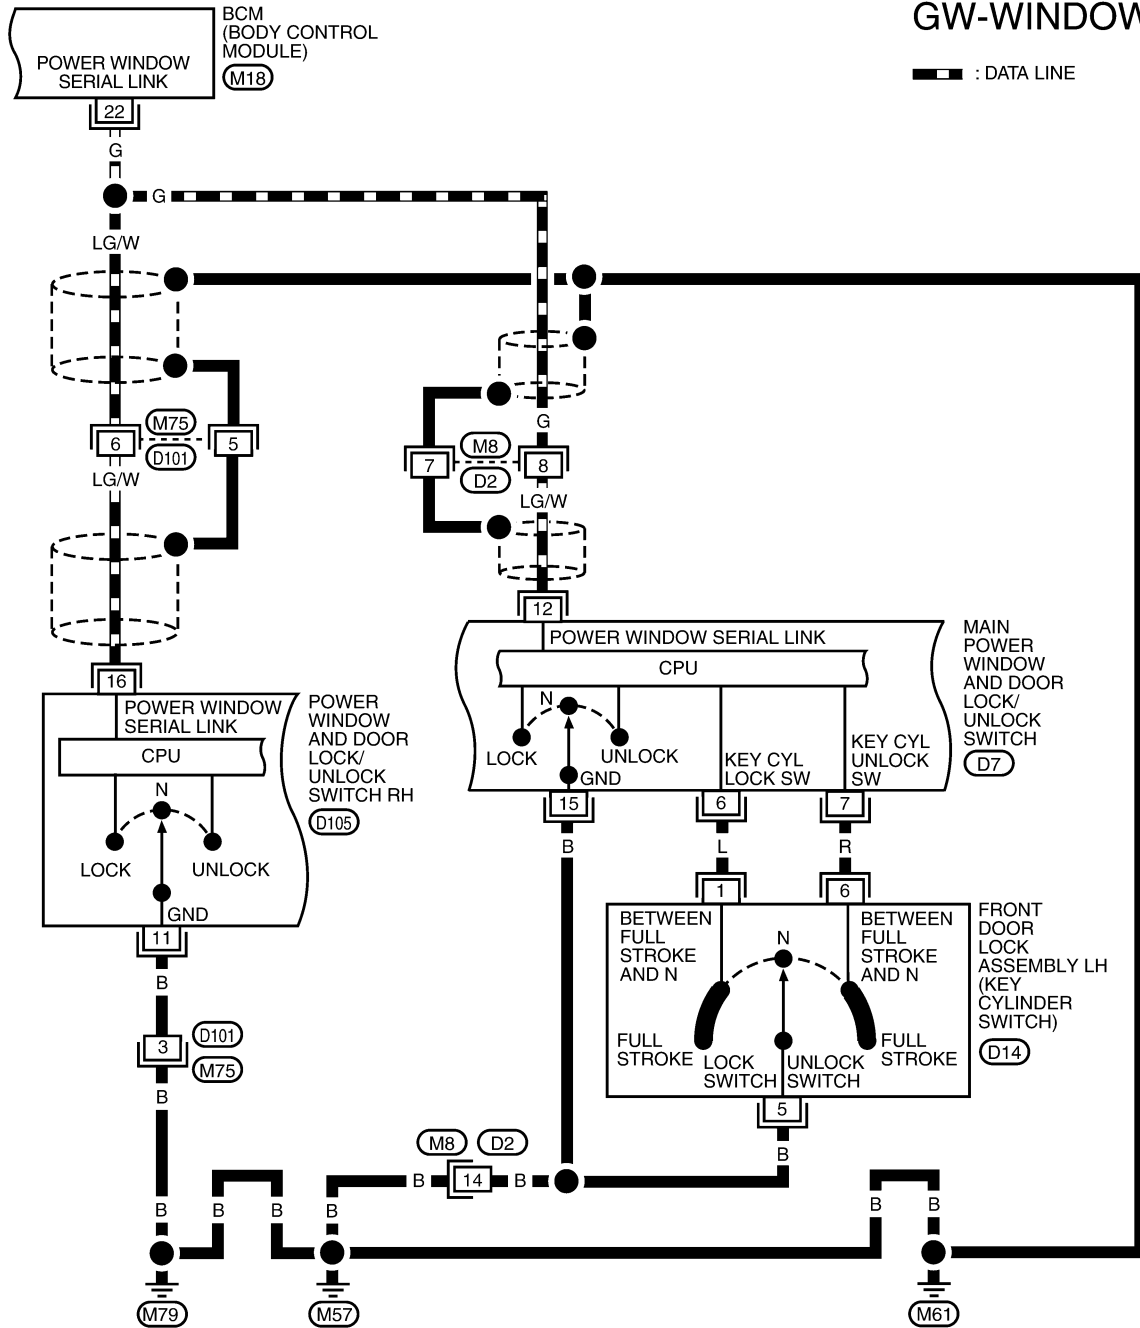 GW-WINDOW
BCM
(BODY CONTROL
MODULE)
M18
POWER WINDOW
SERIAL LINK
: DATA LINE
22
G
G
LG/W
M75
6
5
D101
LG/W
G
M8
7
8
D2
LG/W
12
16
POWER WINDOW
SERIAL LINK
CPU
N
LOCK
UNLOCK
GND
11
POWER
WINDOW
AND DOOR
LOCK/
UNLOCK
SWITCH RH
D105
POWER WINDOW SERIAL LINK
CPU
N
LOCK
UNLOCK
GND
KEY CYL
LOCK SW
KEY CYL
UNLOCK
SW
MAIN
POWER
WINDOW
AND DOOR
LOCK/
UNLOCK
SWITCH
D7
15
6
7
B
L
R
1
6
BETWEEN
FULL
STROKE
AND N
N
BETWEEN
FULL
STROKE
AND N
FULL
STROKE
LOCK
SWITCH
UNLOCK
SWITCH
FULL
STROKE
FRONT
DOOR
LOCK
ASSEMBLY LH
(KEY
CYLINDER
SWITCH)
D14
5
B
B
3
D101
M75
B
M8
D2
B
14
B
B
B
B
B
B
B
M79
M57
M61